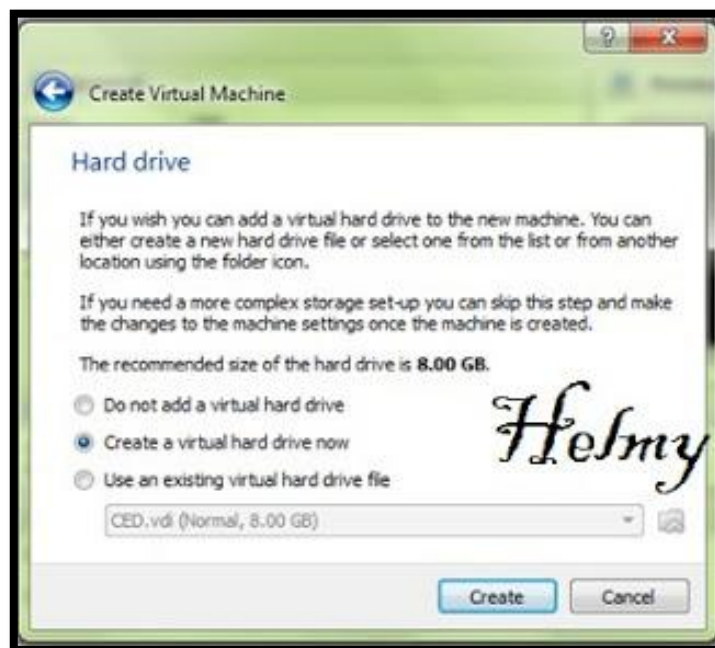 ?
Create Virtual Machine
Hard drive
If you wish you can add a virtual hard drive to the new machine. You can
either create a new hard drive file or select one from the list or from another
location using the folder icon.
If you need a more complex storage set-up you can skip this step and make
the changes to the machine settings once the machine is created.
The recommended size of the hard drive is 8.00 GB.
Do not add a virtual hard drive
Create a virtual hard drive now
Helmy
Use an existing virtual hard drive file
CED.vdi (Normal, 8.00 GB)
Create Cancel